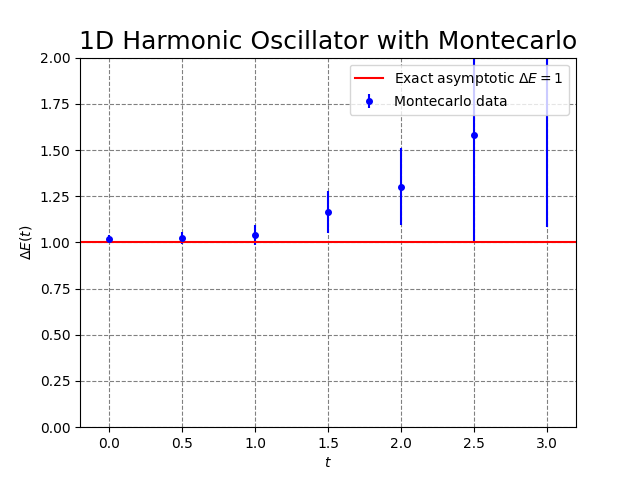 1D Harmonic Oscillator with Montecarlo
Exact asymptotic ΔE = 1
Montecarlo data
ΔE(t)
2.00
1.75
1.50
1.25
1.00
0.75
0.50
0.25
0.00
0.0 0.5 1.0 1.5 2.0 2.5 3.0
t